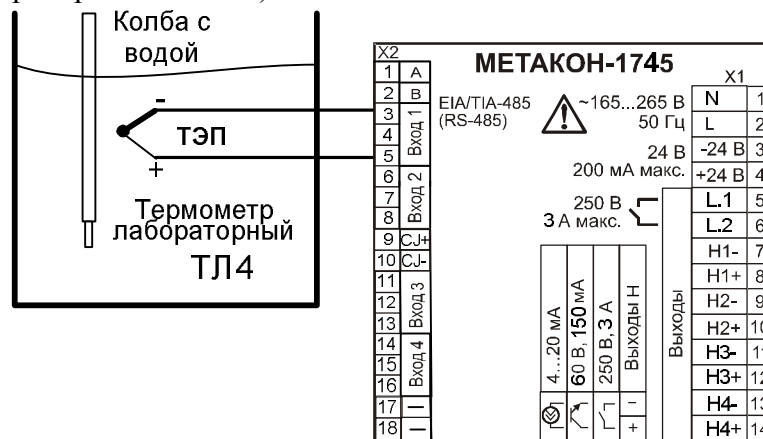 Колба с
водой
-
ТЭП
+
Термометр
лабораторный
ТЛ4
X2
МЕТАКОН-1745
X1
1 A
2 B
3
4
5
Вход 1
6
7
8
Вход 2
9 CJ+
10 CJ-
11
12
13
Вход 3
14
15
16
Вход 4
17 —
18 —
EIA/TIA-485
(RS-485)
~165...265 В
50 Гц
24 В
200 мА макс.
250 В
3 А макс.
4...20 мА
60 В, 150 мА
250 В, 3 А
Выходы Н
−
+
Выходы
N 1
L 2
-24 В 3
+24 В 4
L.1 5
L.2 6
H1- 7
H1+ 8
H2- 9
H2+ 10
H3- 11
H3+ 12
H4- 13
H4+ 14